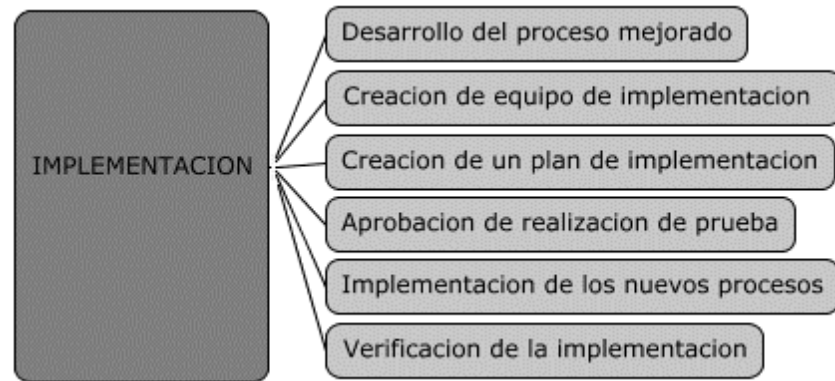 IMPLEMENTACION
Desarrollo del proceso mejorado
Creacion de equipo de implementacion
Creacion de un plan de implementacion
Aprobacion de realizacion de prueba
Implementacion de los nuevos procesos
Verificacion de la implementacion